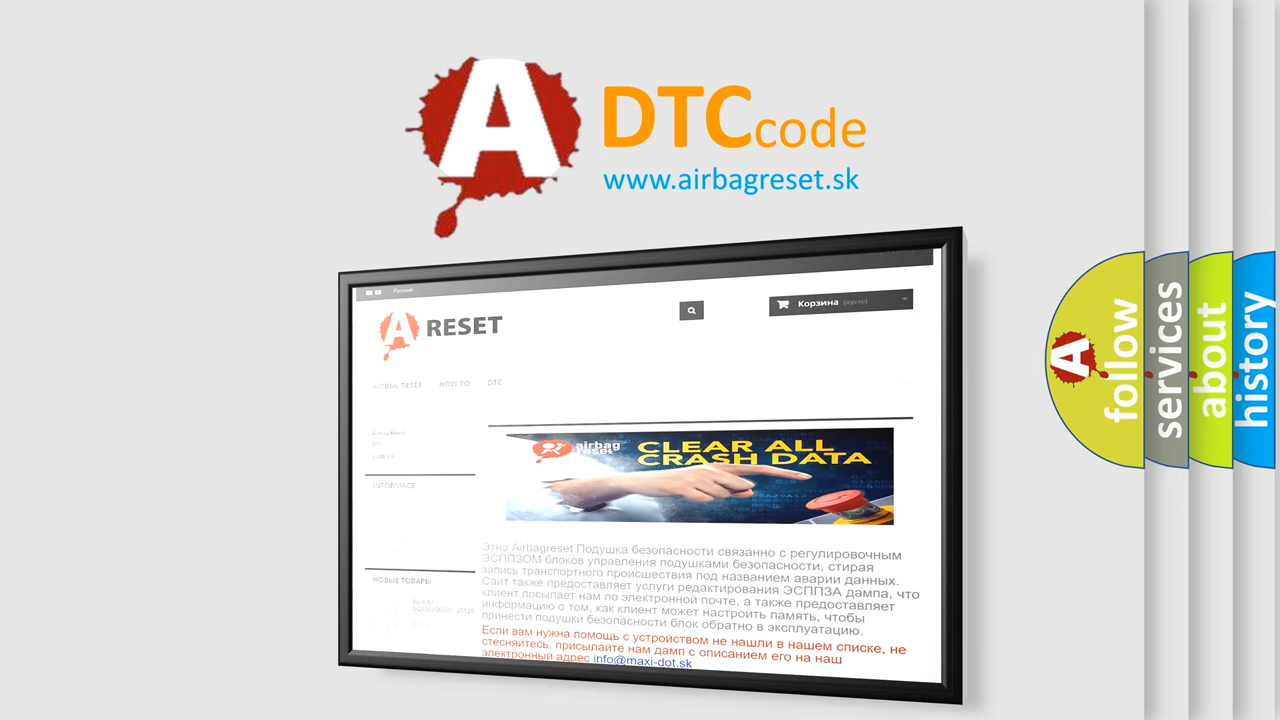 A DTCcode
www.airbagreset.sk
Русский
A RESET
Корзина (пусто)
AIRBAG RESET HOW TO DTC
INFORMACE
airbag
reset
CLEAR ALL
CRASH DATA
Этно Airbagreset Подушка безопасности связанно с регулировочным
ЭСППЗОМ блоков управления подушками безопасности, стирая
запись транспортного происшествия под названием аварии данных.
Сайт также предоставляет услуги редактирования ЭСППЗА дампа, что
клиент посылает нам по электронной почте, а также предоставляет
информацию о том, как клиент может настроить память, чтобы
принести подушки безопасности блок обратно в эксплуатацию.
Если вам нужна помощь с устройством не нашли в нашем списке, не
стесняйтесь, присылайте нам дамп с описанием его на наш
электронный адрес info@maxi-dot.sk
НОВЫЕ ТОВАРЫ
A follow
services
about
history